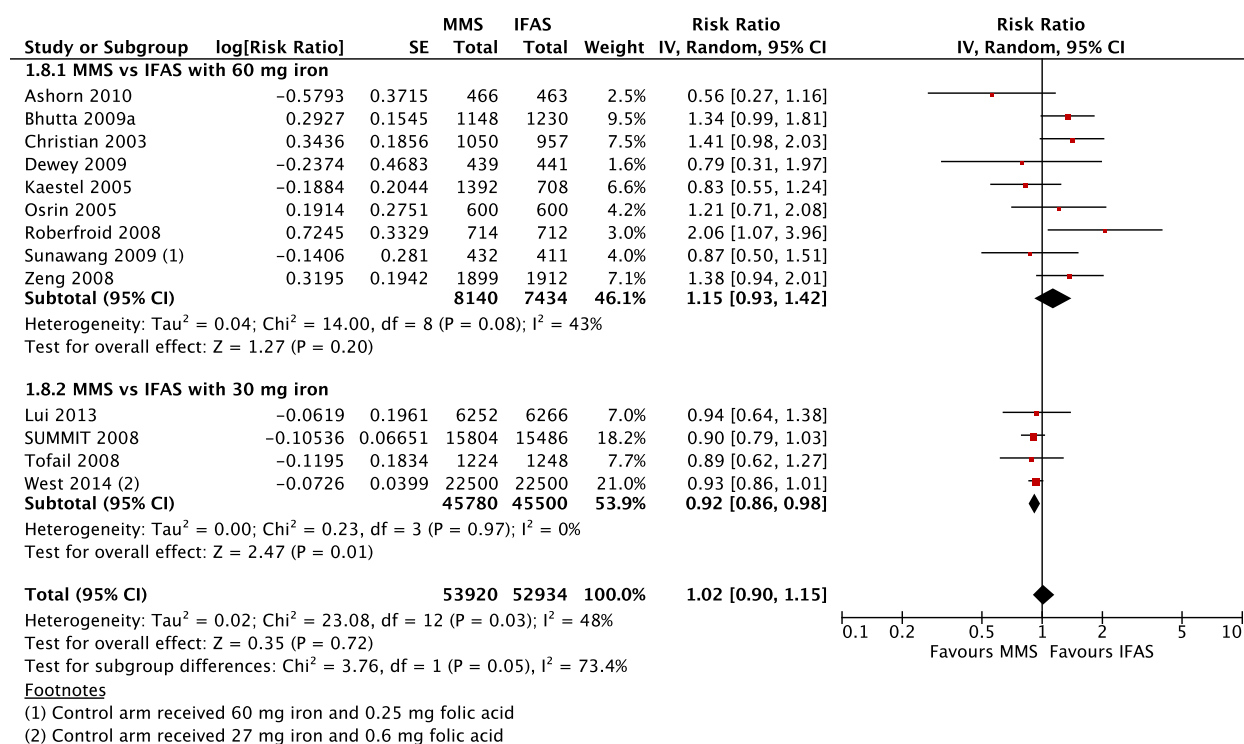 MMS IFAS Risk Ratio Risk Ratio
Study or Subgroup log[Risk Ratio] SE Total Total Weight IV, Random, 95% CI IV, Random, 95% CI
1.8.1 MMS vs IFAS with 60 mg iron
Ashorn 2010 −0.5793 0.3715 466 463 2.5% 0.56 [0.27, 1.16]
Bhutta 2009a 0.2927 0.1545 1148 1230 9.5% 1.34 [0.99, 1.81]
Christian 2003 0.3436 0.1856 1050 957 7.5% 1.41 [0.98, 2.03]
Dewey 2009 −0.2374 0.4683 439 441 1.6% 0.79 [0.31, 1.97]
Kaestel 2005 −0.1884 0.2044 1392 708 6.6% 0.83 [0.55, 1.24]
Osrin 2005 0.1914 0.2751 600 600 4.2% 1.21 [0.71, 2.08]
Roberfroid 2008 0.7245 0.3329 714 712 3.0% 2.06 [1.07, 3.96]
Sunawang 2009 (1) −0.1406 0.281 432 411 4.0% 0.87 [0.50, 1.51]
Zeng 2008 0.3195 0.1942 1899 1912 7.1% 1.38 [0.94, 2.01]
Subtotal (95% CI) 8140 7434 46.1% 1.15 [0.93, 1.42]
Heterogeneity: Tau² = 0.04; Chi² = 14.00, df = 8 (P = 0.08); I² = 43%
Test for overall effect: Z = 1.27 (P = 0.20)
1.8.2 MMS vs IFAS with 30 mg iron
Lui 2013 −0.0619 0.1961 6252 6266 7.0% 0.94 [0.64, 1.38]
SUMMIT 2008 −0.10536 0.06651 15804 15486 18.2% 0.90 [0.79, 1.03]
Tofail 2008 −0.1195 0.1834 1224 1248 7.7% 0.89 [0.62, 1.27]
West 2014 (2) −0.0726 0.0399 22500 22500 21.0% 0.93 [0.86, 1.01]
Subtotal (95% CI) 45780 45500 53.9% 0.92 [0.86, 0.98]
Heterogeneity: Tau² = 0.00; Chi² = 0.23, df = 3 (P = 0.97); I² = 0%
Test for overall effect: Z = 2.47 (P = 0.01)
Total (95% CI) 53920 52934 100.0% 1.02 [0.90, 1.15]
Heterogeneity: Tau² = 0.02; Chi² = 23.08, df = 12 (P = 0.03); I² = 48%
Test for overall effect: Z = 0.35 (P = 0.72)
Test for subgroup differences: Chi² = 3.76, df = 1 (P = 0.05), I² = 73.4%
0.1 0.2 0.5 1 2 5 10
Favours MMS Favours IFAS
Footnotes
(1) Control arm received 60 mg iron and 0.25 mg folic acid
(2) Control arm received 27 mg iron and 0.6 mg folic acid